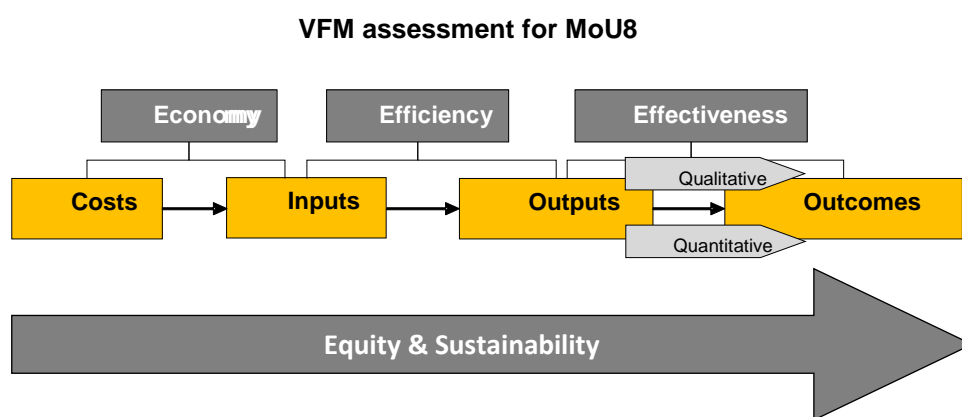 VFM assessment for MoU8
Economy
Efficiency
Effectiveness
Qualitative
Costs
Inputs
Outputs
Outcomes
Quantitative
Equity & Sustainability